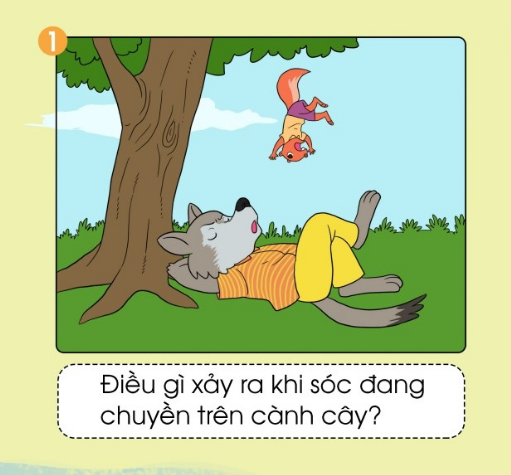 1
Điều gì xảy ra khi sóc đang
chuyền trên cành cây?